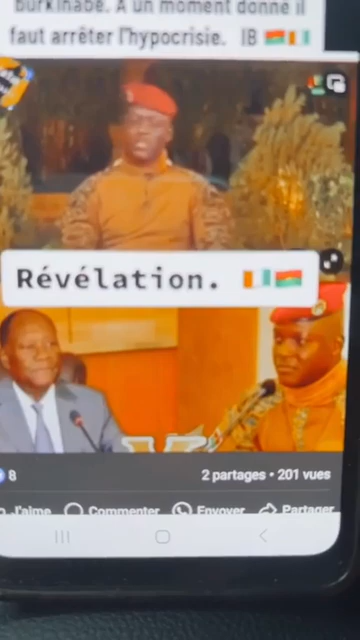 burkinabè. A un moment donné il
faut arrêter l'hypocrisie. IB
Révélation.
8
2 partages • 201 vues
J'aime Commenter Envoyer Partager